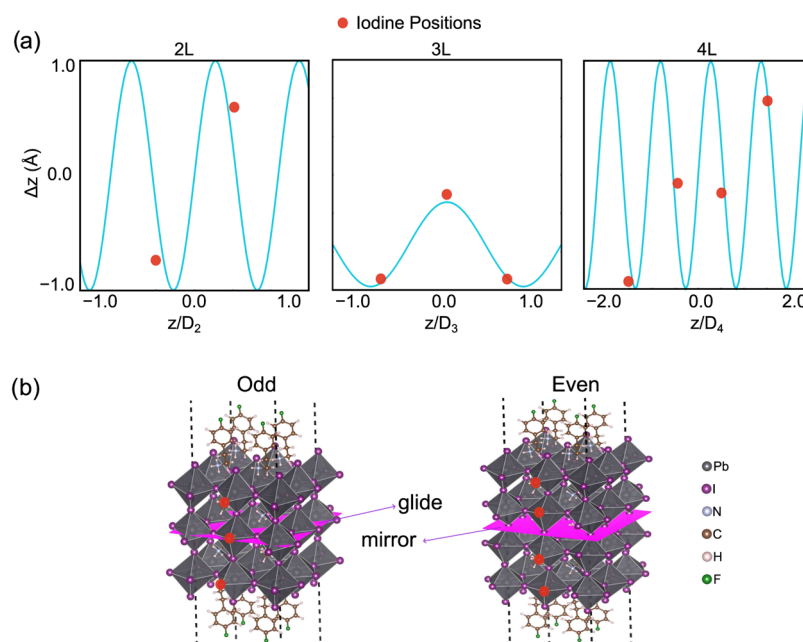 Iodine Positions
(a)
2L 3L 4L
1.0
0.0
−1.0
Δz (Å)
−1.0 0.0 1.0 −1.0 0.0 1.0 −2.0 0.0 2.0
z/D₂ z/D₃ z/D₄
(b)
Odd Even
glide
mirror
Pb
I
N
C
H
F